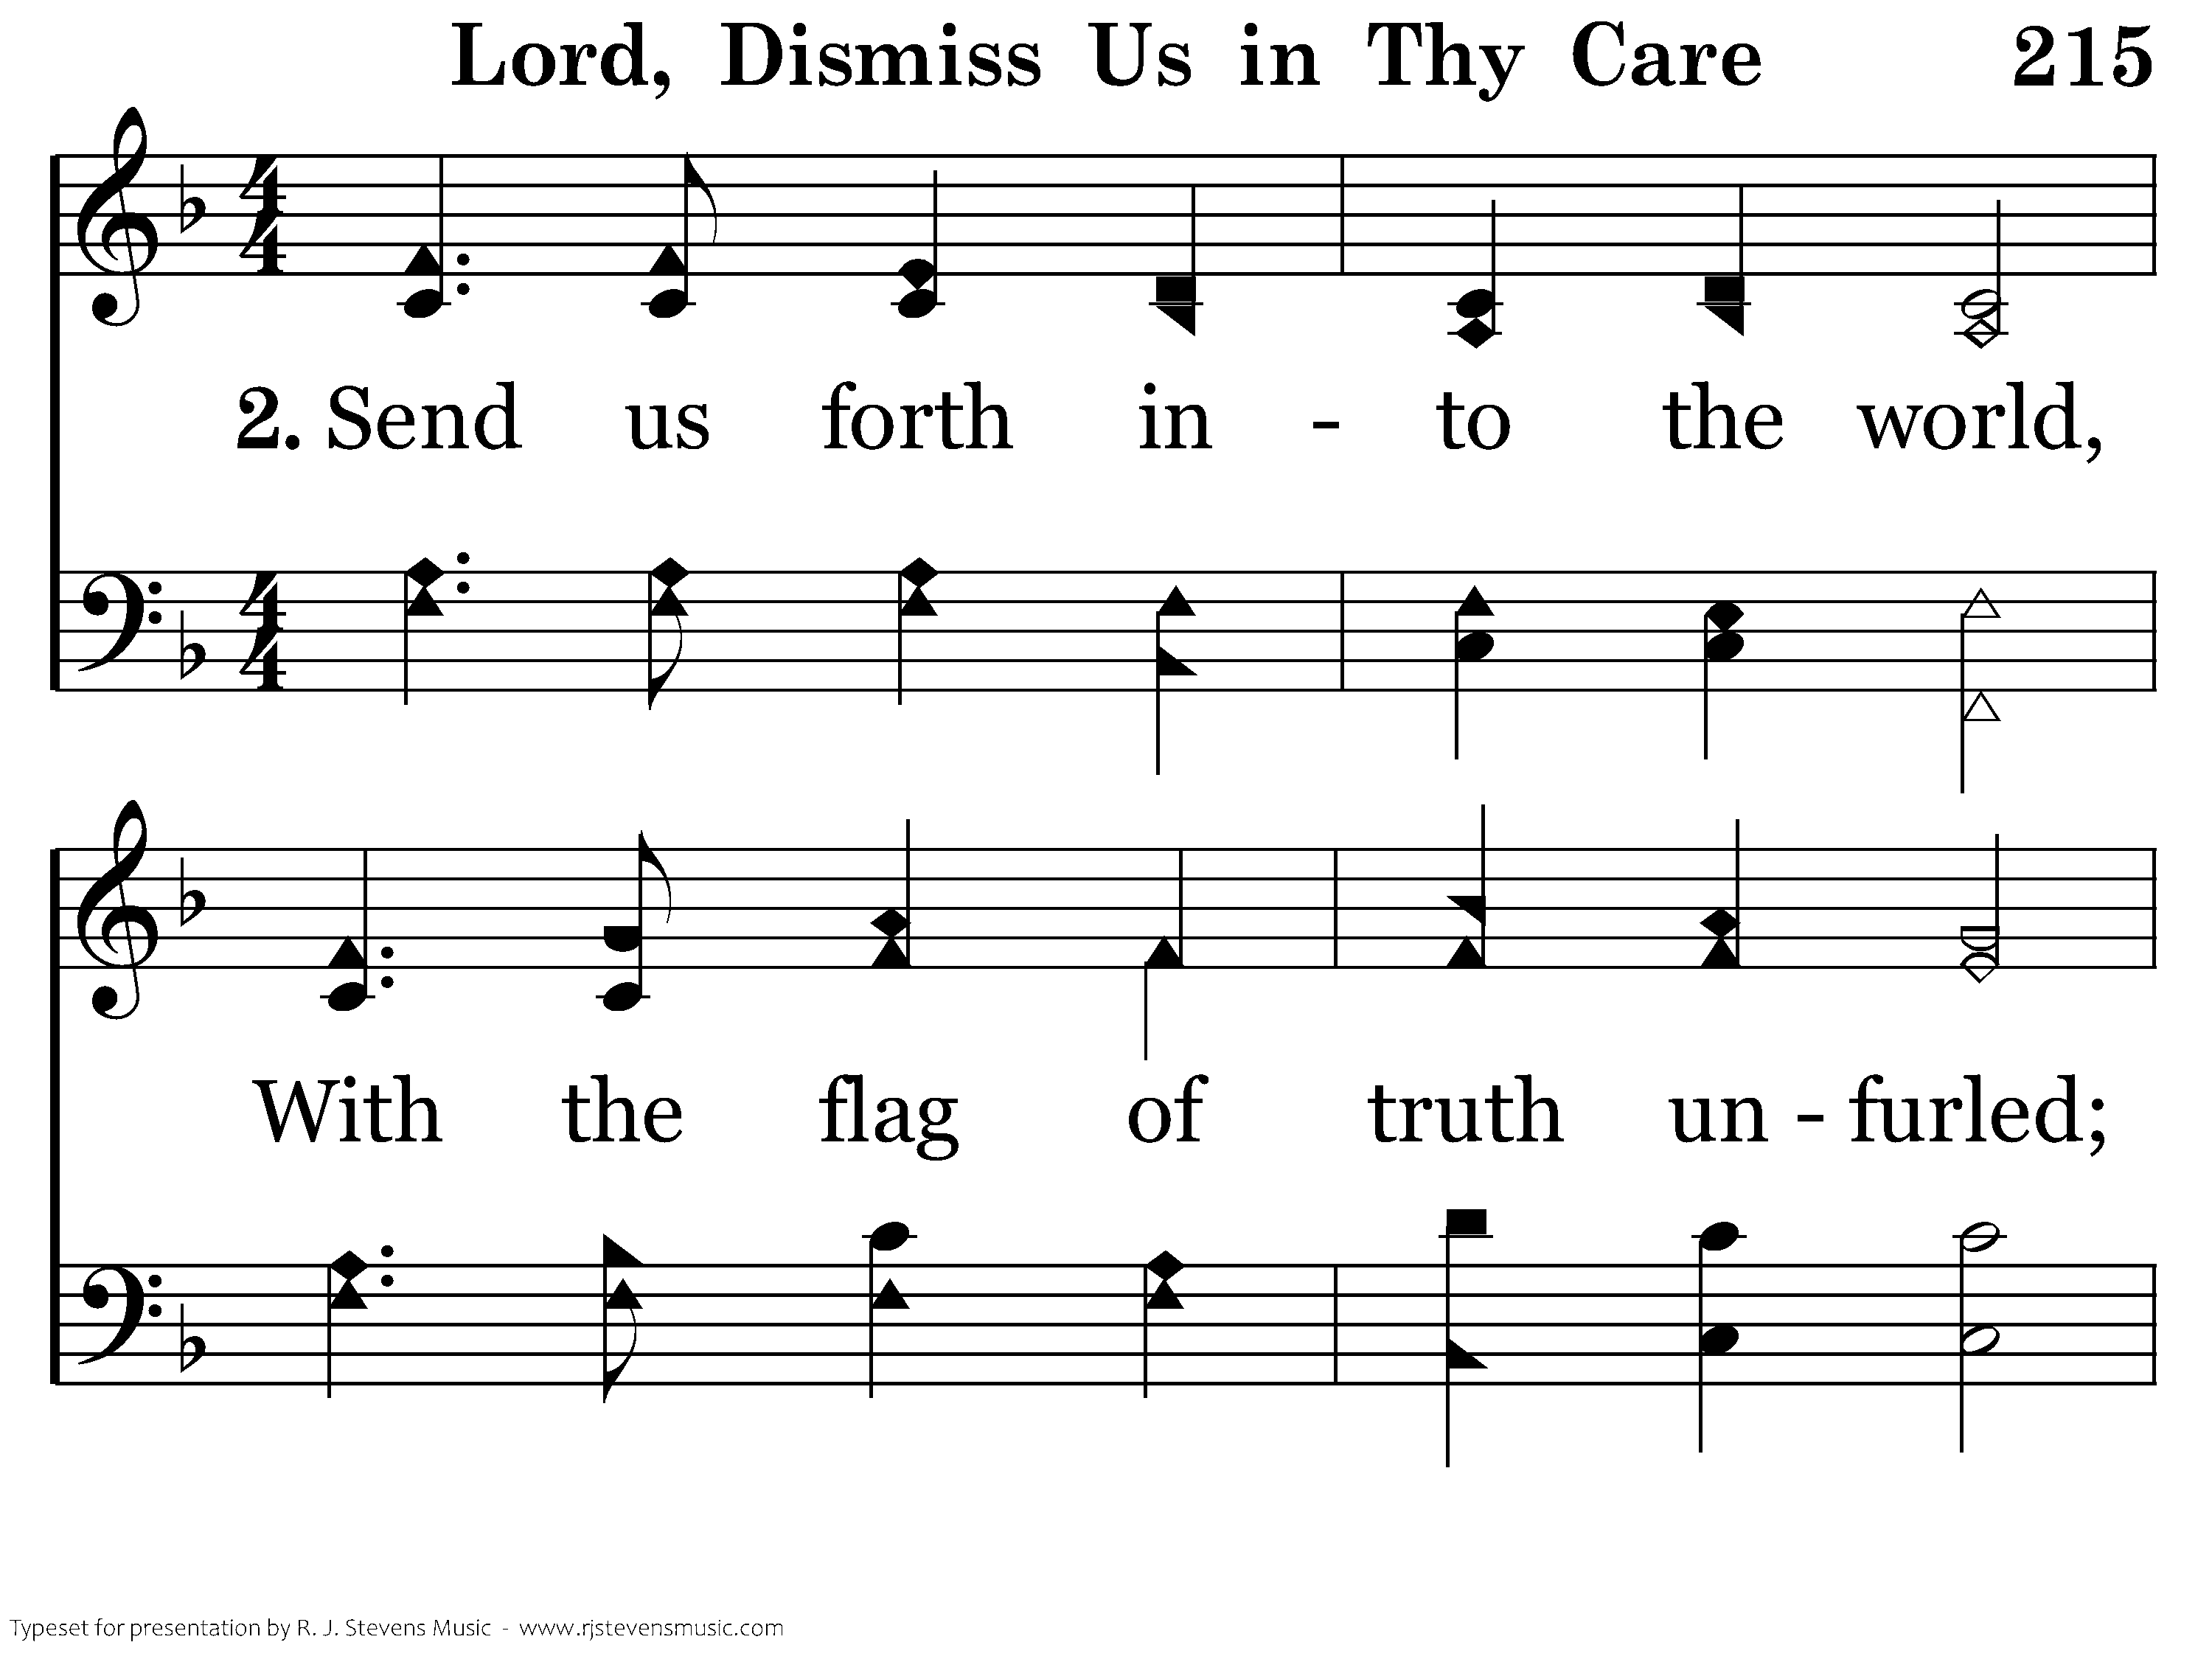 Lord, Dismiss Us in Thy Care 215
2. Send us forth in - to the world,
With the flag of truth un - furled;
Typeset for presentation by R. J. Stevens Music - www.rjstevensmusic.com